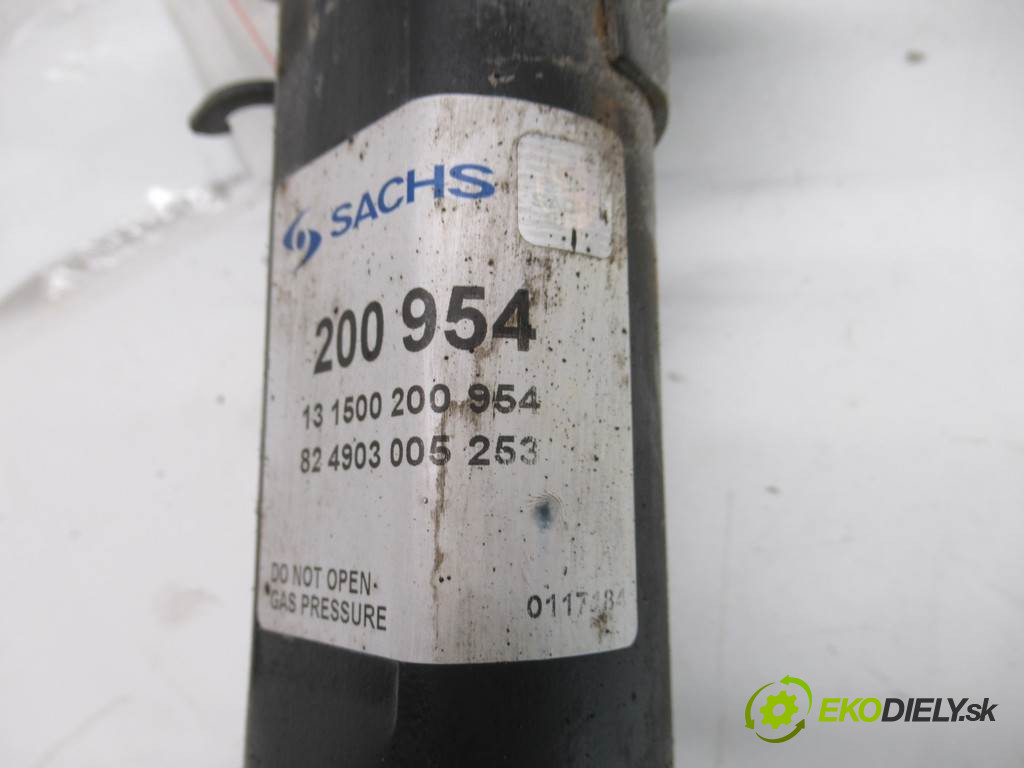 SACHS
200 954
13 1500 200 954
82 4903 005 253
DO NOT OPEN-
GAS PRESSURE
EKODIELY.sk